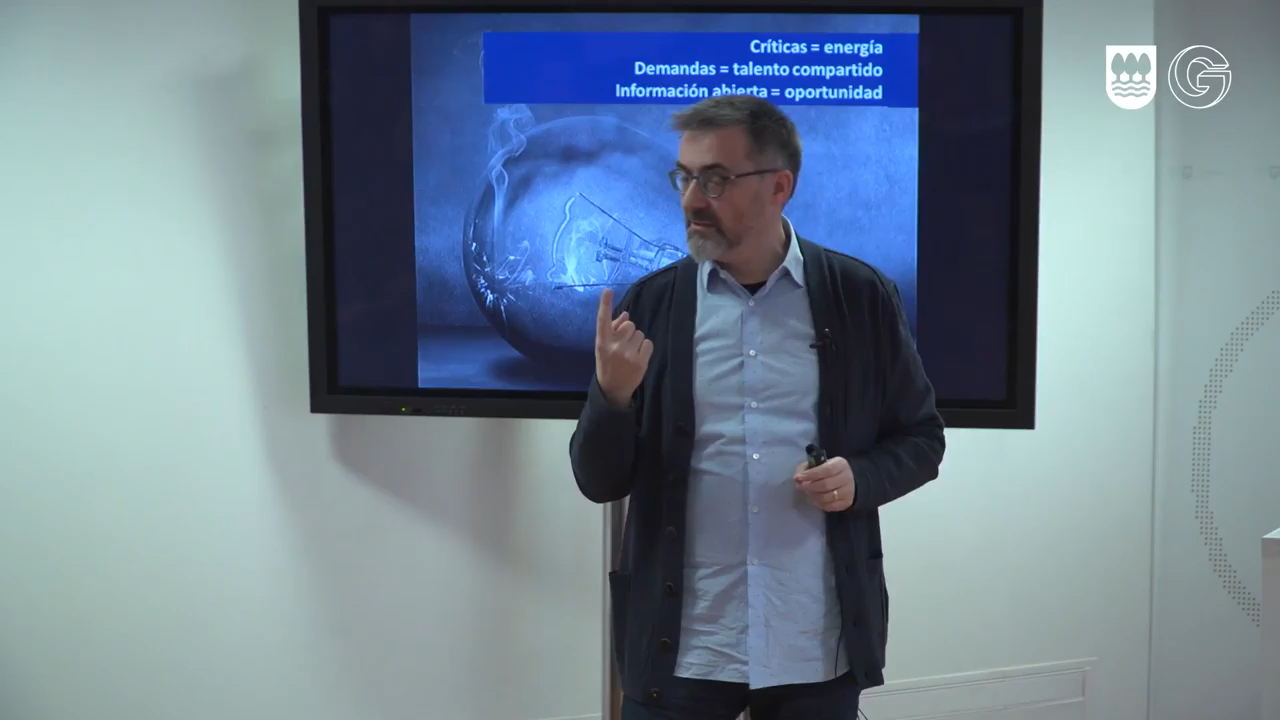 Críticas = energía
Demandas = talento compartido
Información abierta = oportunidad